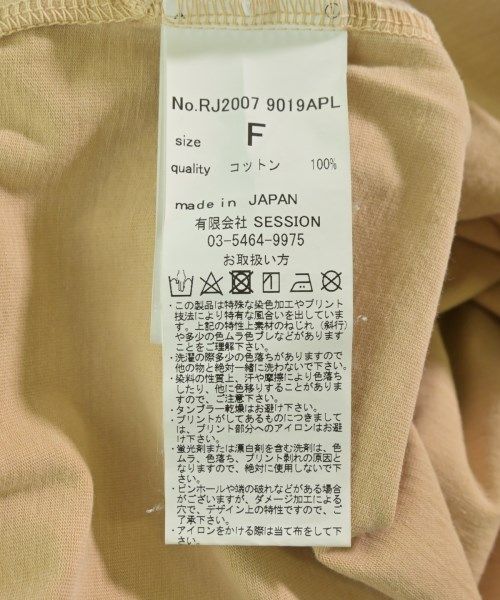 No.RJ2007 9019APL
size F
quality コットン 100%
made in JAPAN
有限会社 SESSION
03-5464-9975
お取扱い方
・この製品は特殊な染色加工やプリント
技法により特有な風合いを出していま
す。上記の特性上素材のねじれ（斜行）
や多少の色ムラ色ブレなどがあります
ことをご理解下さい。
・洗濯の際多少の色落ちがありますので
他の物と絶対一緒に洗わないで下さい。
・染料の性質上、汗や摩擦により色落ち
したり、他に色移りすることがありま
すので、ご注意下さい。
・タンブラー乾燥はお避け下さい。
・プリントがしてあるものにつきまして
は、プリント部分へのアイロンはお避け
下さい。
・蛍光剤または漂白剤を含む洗剤は、色
ムラ、色落ち、プリント剥れの原因と
なりますので、絶対に使用しないで下
さい。
・ピンホールや端の破れなどがある場合
がございますが、ダメージ加工による
穴で、デザイン上の特性ですので、ご
了承下さい。
・アイロンをかける際は当て布をして下
さい。